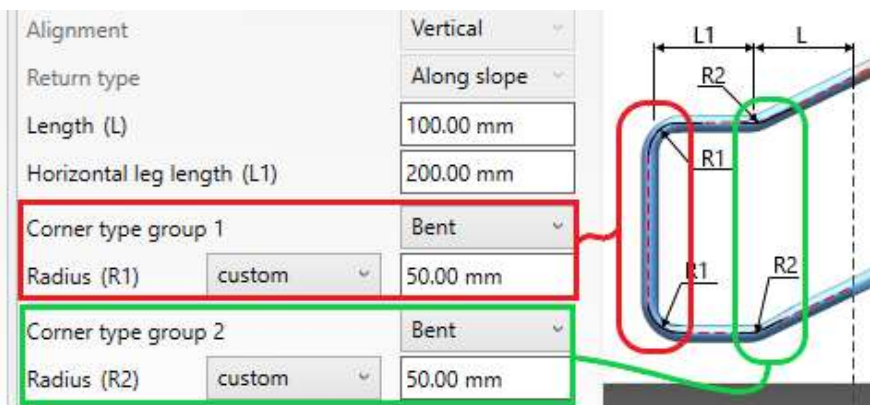 Alignment Vertical
Return type Along slope
Length (L) 100.00 mm
Horizontal leg length (L1) 200.00 mm
Corner type group 1 Bent
Radius (R1) custom 50.00 mm
Corner type group 2 Bent
Radius (R2) custom 50.00 mm
L1 L
R2
R1
R1 R2